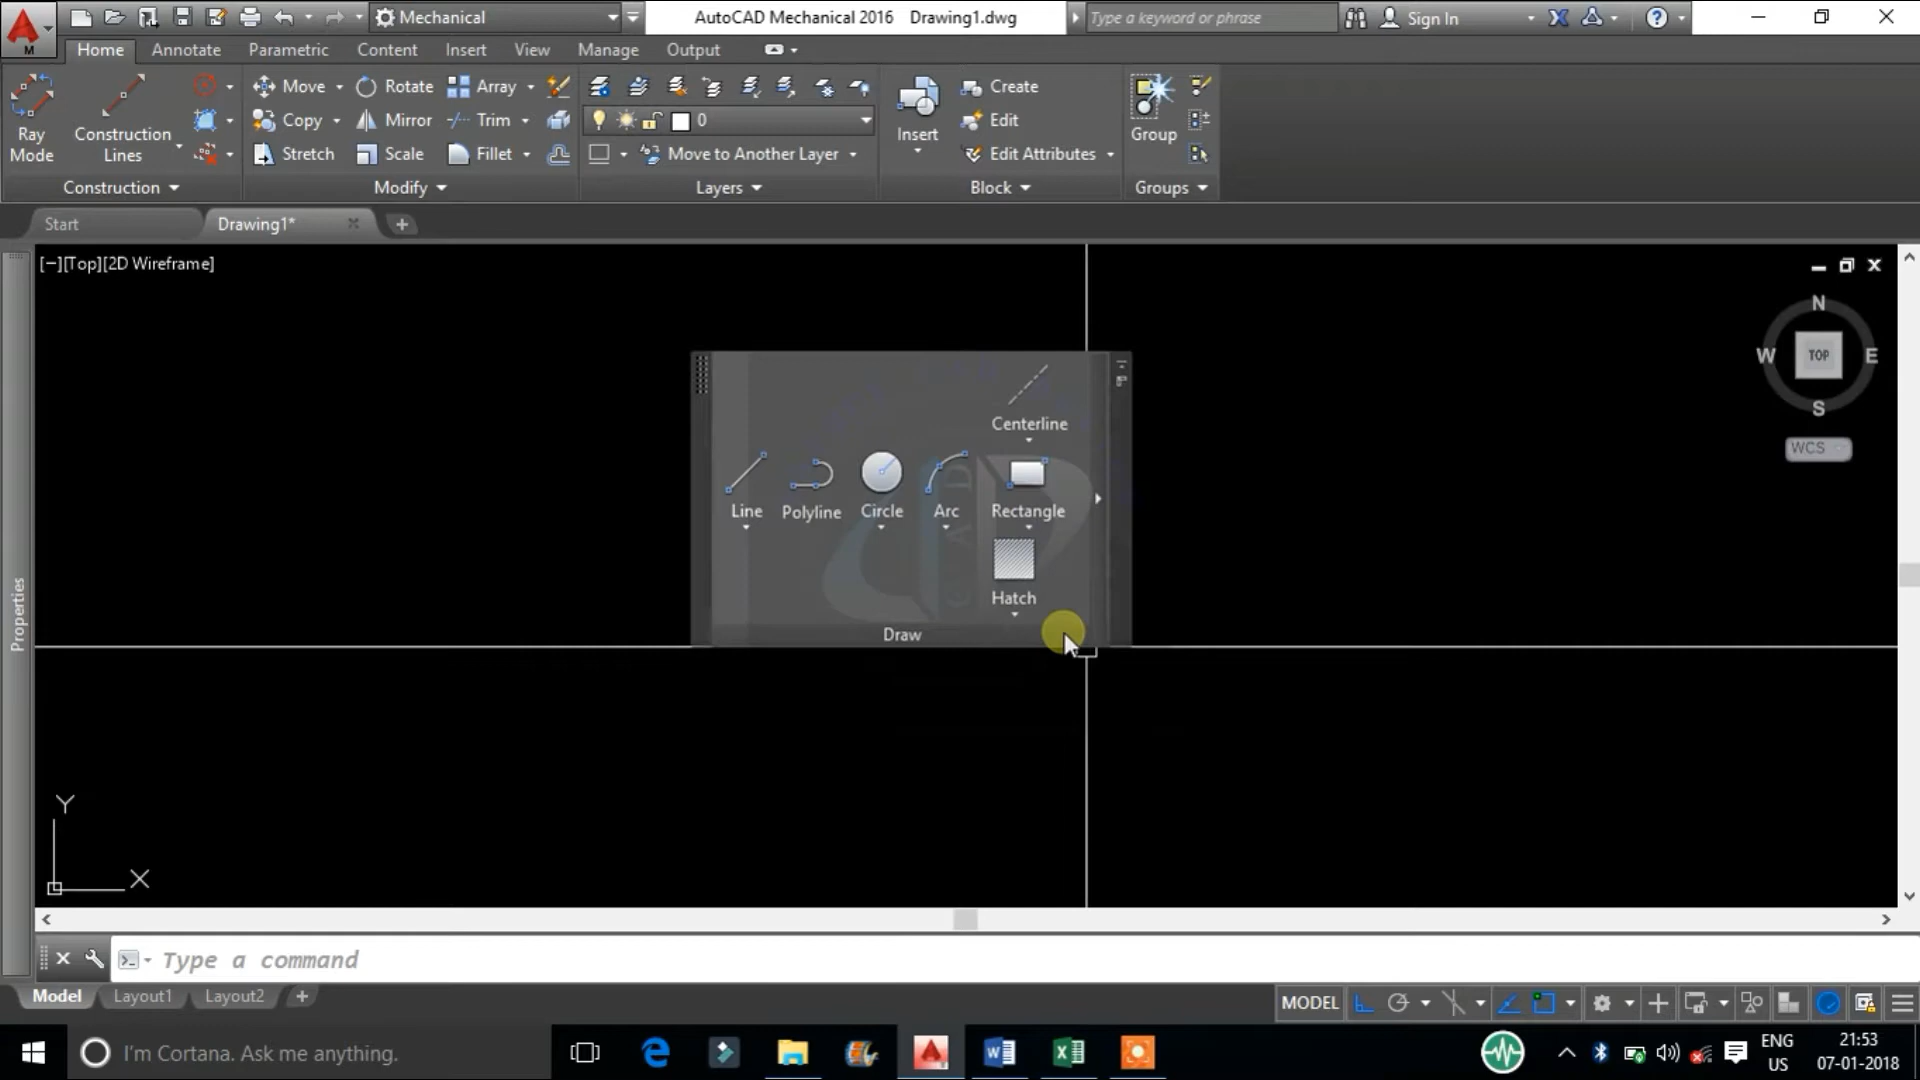 Mechanical
AutoCAD Mechanical 2016 Drawing1.dwg
Type a keyword or phrase
Sign In
M
Home
Annotate
Parametric
Content
Insert
View
Manage
Output
Ray
Mode
Construction
Lines
Construction
Move
Rotate
Array
Copy
Mirror
Trim
Stretch
Scale
Fillet
Modify
0
Move to Another Layer
Layers
Insert
Create
Edit
Edit Attributes
Block
Group
Groups
Start
Drawing1*
[−][Top][2D Wireframe]
N
W
TOP
E
S
WCS
Centerline
Line
Polyline
Circle
Arc
Rectangle
Hatch
Draw
Properties
Y
X
Type a command
Model
Layout1
Layout2
MODEL
I'm Cortana. Ask me anything.
ENG
US
21:53
07-01-2018